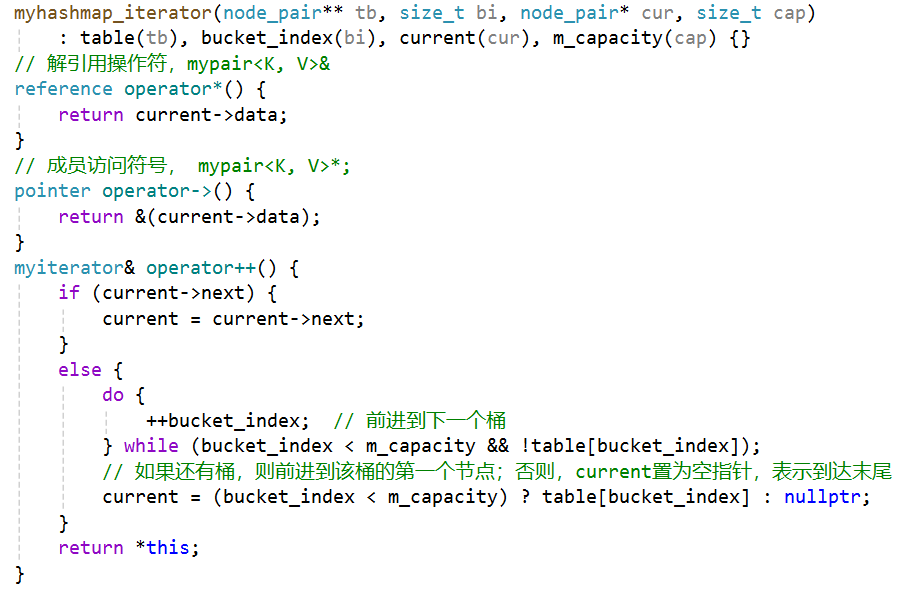 myhashmap_iterator(node_pair** tb, size_t bi, node_pair* cur, size_t cap)
    : table(tb), bucket_index(bi), current(cur), m_capacity(cap) {}
// 解引用操作符，mypair<K, V>&
reference operator*() {
    return current->data;
}
// 成员访问符号， mypair<K, V>*;
pointer operator->() {
    return &(current->data);
}
myiterator& operator++() {
    if (current->next) {
        current = current->next;
    }
    else {
        do {
            ++bucket_index;  // 前进到下一个桶
        } while (bucket_index < m_capacity && !table[bucket_index]);
        // 如果还有桶，则前进到该桶的第一个节点；否则，current置为空指针，表示到达末尾
        current = (bucket_index < m_capacity) ? table[bucket_index] : nullptr;
    }
    return *this;
}